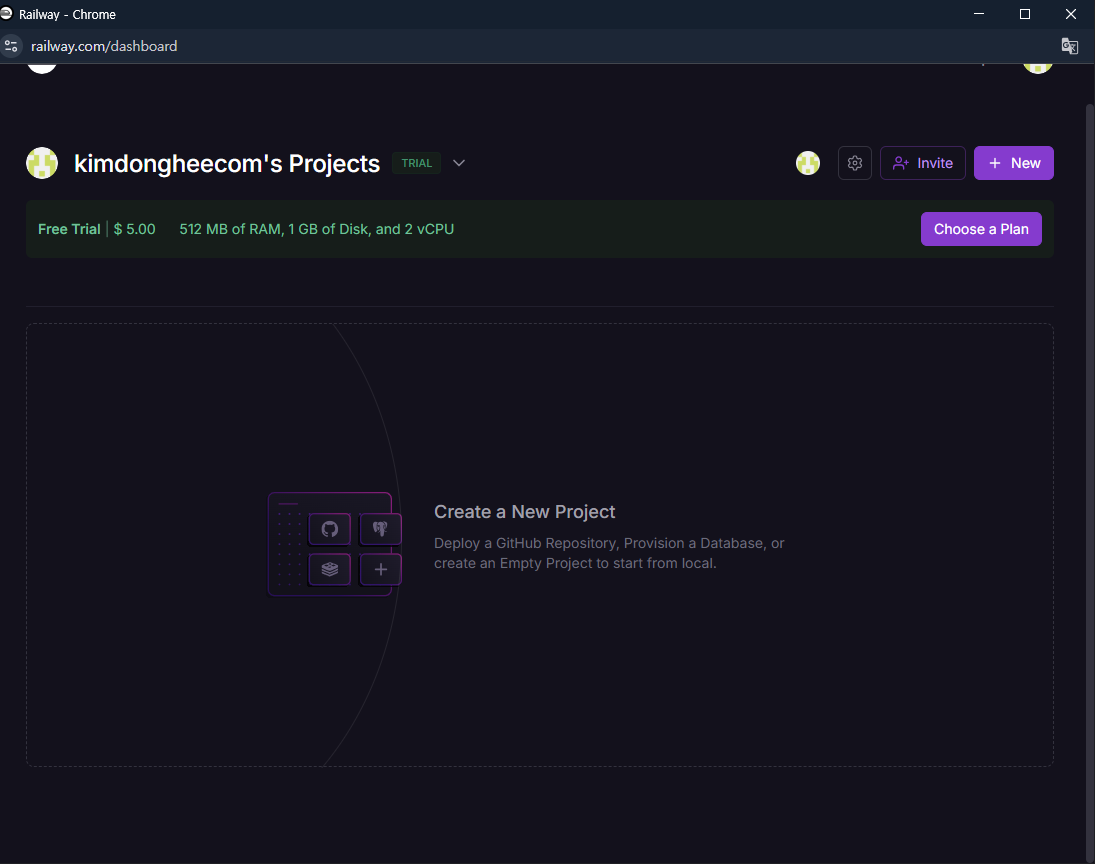 Railway - Chrome
railway.com/dashboard
kimdongheecom's Projects TRIAL
Invite
+ New
Free Trial | $ 5.00 512 MB of RAM, 1 GB of Disk, and 2 vCPU
Choose a Plan
Create a New Project
Deploy a GitHub Repository, Provision a Database, or
create an Empty Project to start from local.